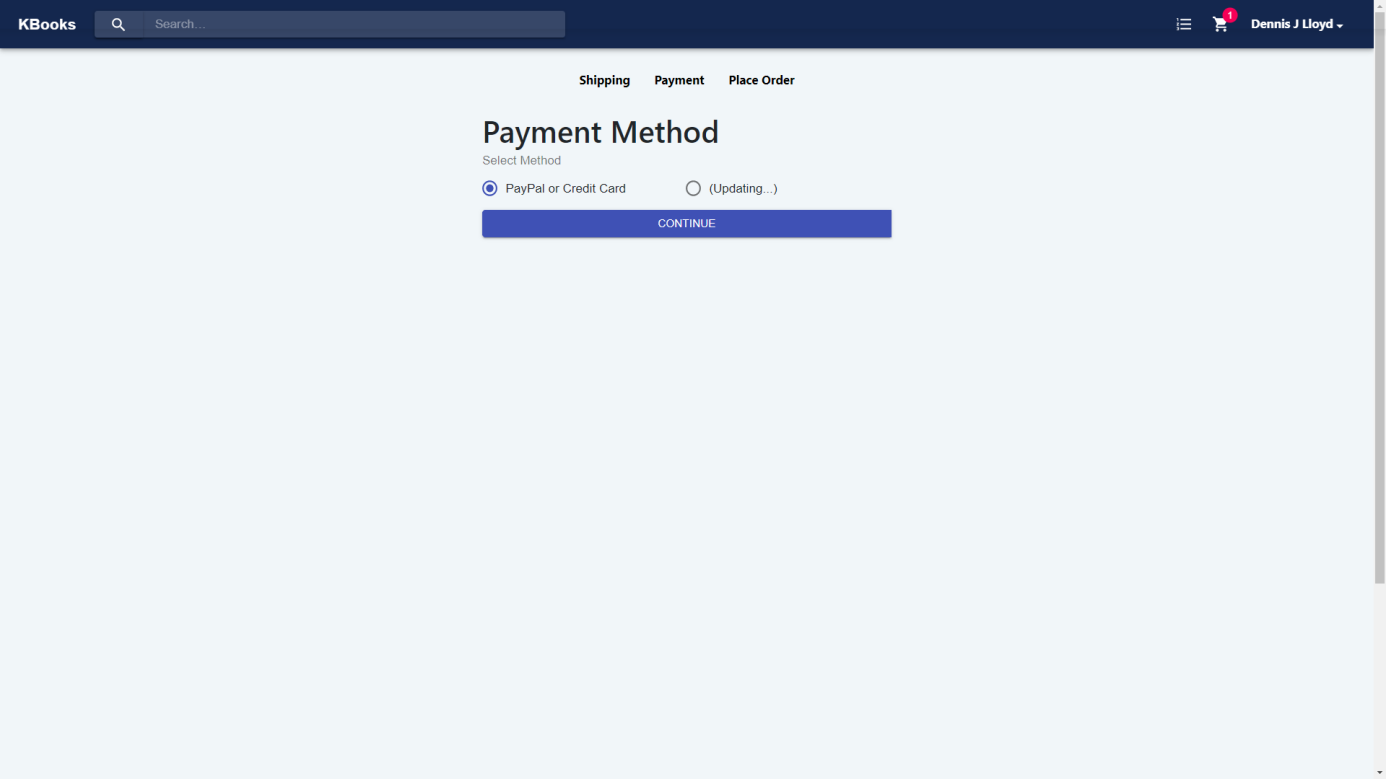 KBooks Search… 1 Dennis J Lloyd
Shipping Payment Place Order
Payment Method
Select Method
PayPal or Credit Card (Updating...)
CONTINUE